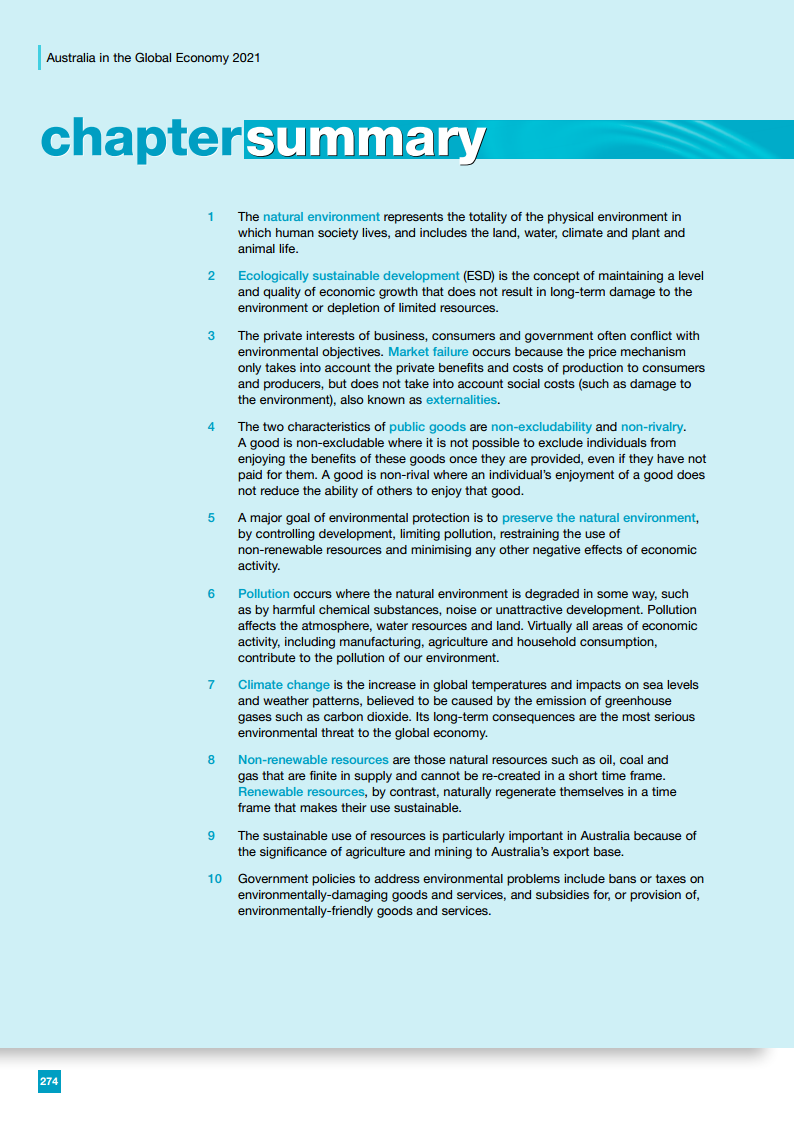 Australia in the Global Economy 2021
chapter summary
1 The natural environment represents the totality of the physical environment in
which human society lives, and includes the land, water, climate and plant and
animal life.
2 Ecologically sustainable development (ESD) is the concept of maintaining a level
and quality of economic growth that does not result in long-term damage to the
environment or depletion of limited resources.
3 The private interests of business, consumers and government often conflict with
environmental objectives. Market failure occurs because the price mechanism
only takes into account the private benefits and costs of production to consumers
and producers, but does not take into account social costs (such as damage to
the environment), also known as externalities.
4 The two characteristics of public goods are non-excludability and non-rivalry.
A good is non-excludable where it is not possible to exclude individuals from
enjoying the benefits of these goods once they are provided, even if they have not
paid for them. A good is non-rival where an individual's enjoyment of a good does
not reduce the ability of others to enjoy that good.
5 A major goal of environmental protection is to preserve the natural environment,
by controlling development, limiting pollution, restraining the use of
non-renewable resources and minimising any other negative effects of economic
activity.
6 Pollution occurs where the natural environment is degraded in some way, such
as by harmful chemical substances, noise or unattractive development. Pollution
affects the atmosphere, water resources and land. Virtually all areas of economic
activity, including manufacturing, agriculture and household consumption,
contribute to the pollution of our environment.
7 Climate change is the increase in global temperatures and impacts on sea levels
and weather patterns, believed to be caused by the emission of greenhouse
gases such as carbon dioxide. Its long-term consequences are the most serious
environmental threat to the global economy.
8 Non-renewable resources are those natural resources such as oil, coal and
gas that are finite in supply and cannot be re-created in a short time frame.
Renewable resources, by contrast, naturally regenerate themselves in a time
frame that makes their use sustainable.
9 The sustainable use of resources is particularly important in Australia because of
the significance of agriculture and mining to Australia's export base.
10 Government policies to address environmental problems include bans or taxes on
environmentally-damaging goods and services, and subsidies for, or provision of,
environmentally-friendly goods and services.
274